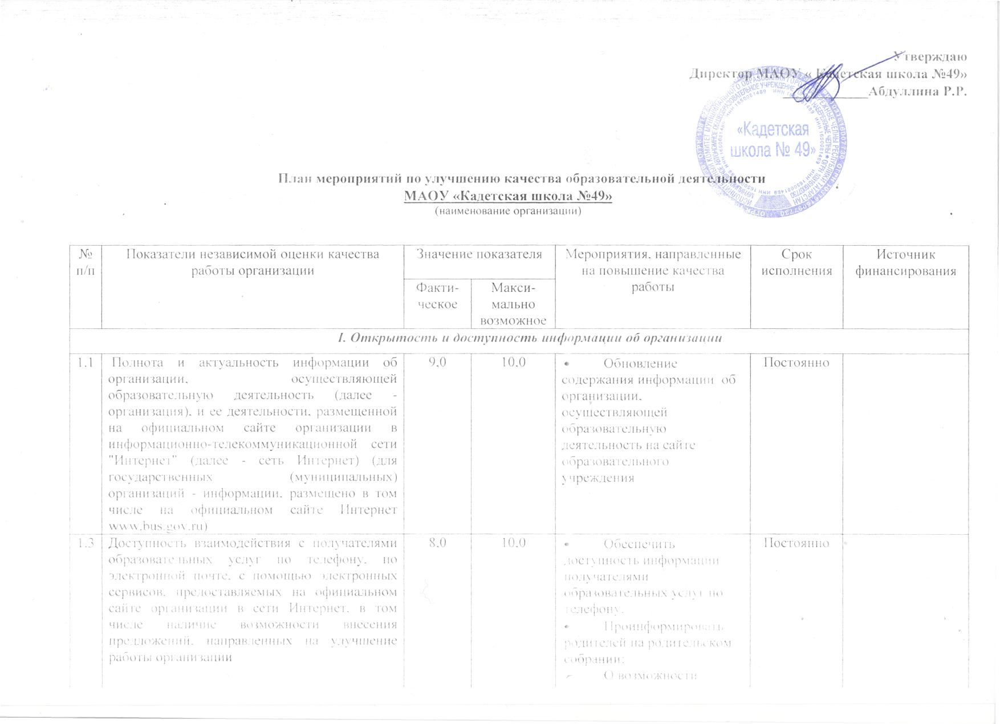 Утверждаю
Директор МАОУ « Кадетская школа №49»
____________Абдуллина Р.Р.
«Кадетская
школа № 49»
План мероприятий по улучшению качества образовательной деятельности
МАОУ «Кадетская школа №49»
(наименование организации)
№
п/п
Показатели независимой оценки качества
работы организации
Значение показателя
Факти-
ческое
Макси-
мально
возможное
Мероприятия, направленные
на повышение качества
работы
Срок
исполнения
Источник
финансирования
I. Открытость и доступность информации об организации
1.1
Полнота и актуальность информации об
организации, осуществляющей
образовательную деятельность (далее -
организация), и ее деятельности, размещенной
на официальном сайте организации в
информационно-телекоммуникационной сети
"Интернет" (далее - сеть Интернет) (для
государственных (муниципальных)
организаций - информации, размещено в том
числе на официальном сайте Интернет
www.bus.gov.ru)
9,0
10,0
• Обновление
содержания информации об
организации,
осуществляющей
образовательную
деятельность на сайте
образовательного
учреждения
Постоянно
1.3
Доступность взаимодействия с получателями
образовательных услуг по телефону, по
электронной почте, с помощью электронных
сервисов, предоставляемых на официальном
сайте организации в сети Интернет, в том
числе наличие возможности внесения
предложений, направленных на улучшение
работы организации
8,0
10,0
• Обеспечить
доступность информации
получателями
образовательных услуг по
телефону.
• Проинформировать
родителей на родительском
собрании:
- О возможности
Постоянно